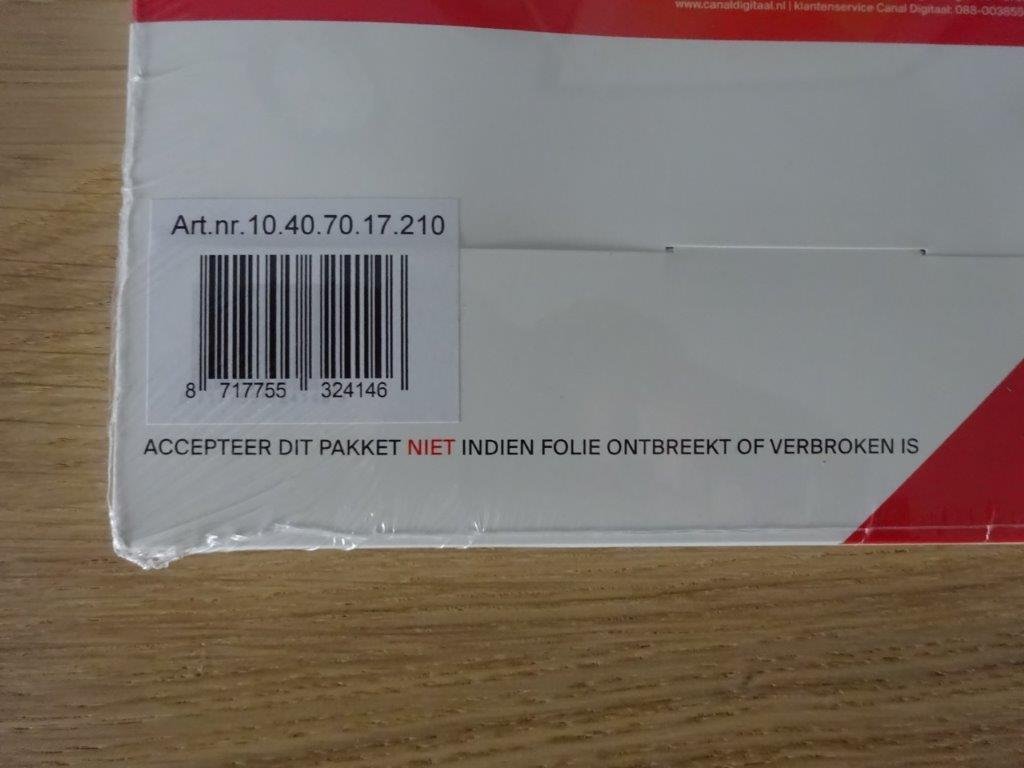 www.canaldigitaal.nl | klantenservice Canal Digitaal: 088-003855
Art.nr.10.40.70.17.210
8 717755 324146
ACCEPTEER DIT PAKKET NIET INDIEN FOLIE ONTBREEKT OF VERBROKEN IS